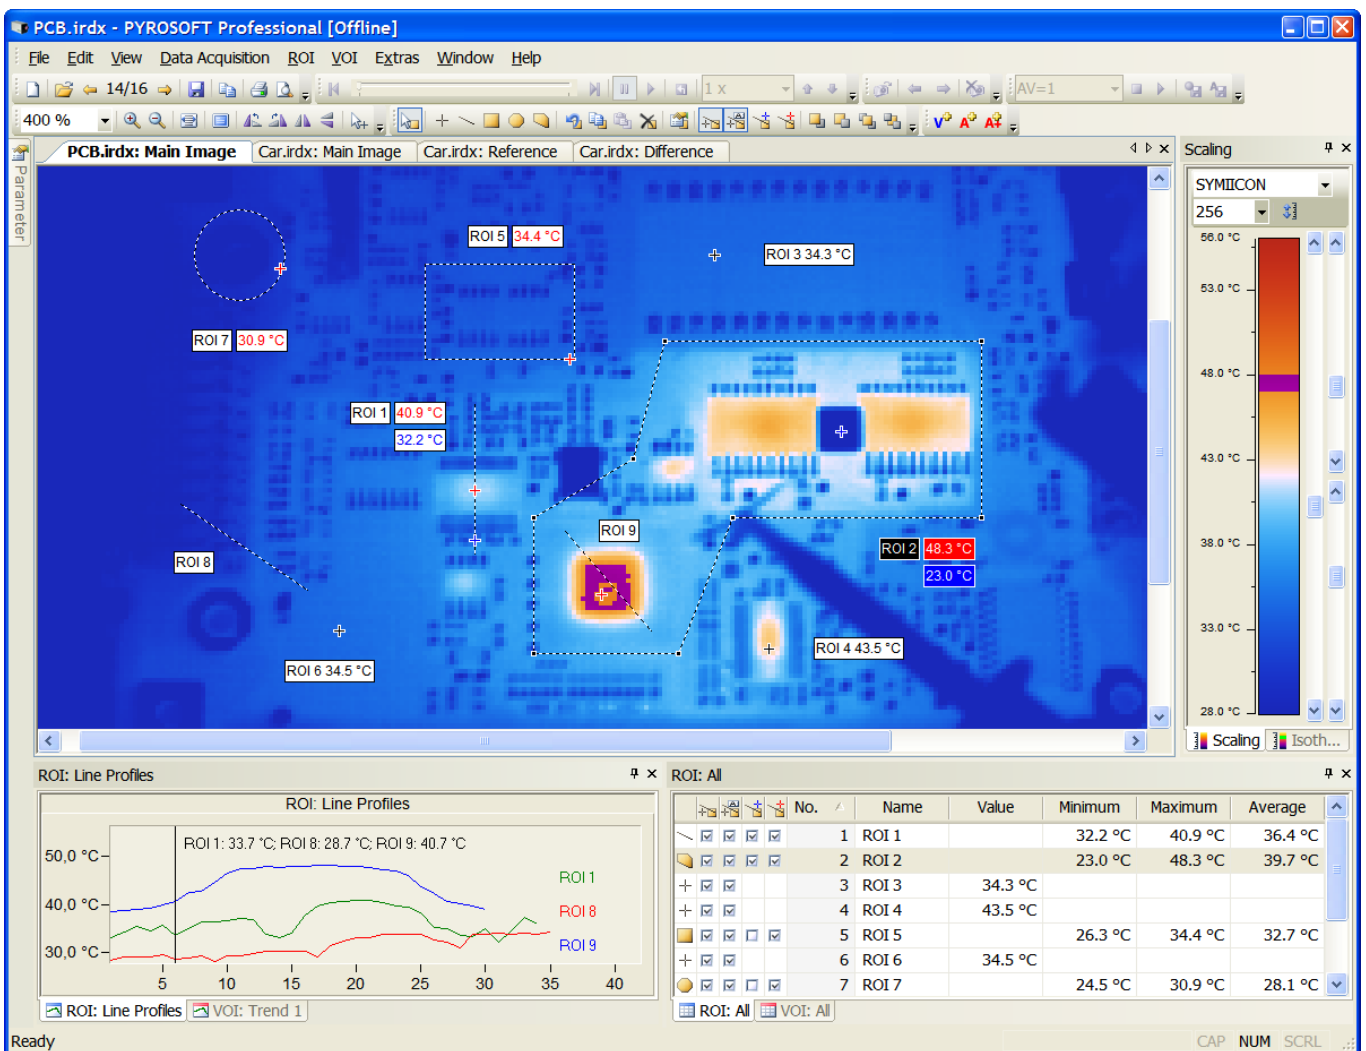 PCB.irdx - PYROSOFT Professional [Offline]
File Edit View Data Acquisition ROI VOI Extras Window Help
14/16 1 x AV=1
400 % V A A
PCB.irdx: Main Image Car.irdx: Main Image Car.irdx: Reference Car.irdx: Difference
Parameter
ROI 5 34.4 °C
ROI 3 34.3 °C
ROI 7 30.9 °C
ROI 1 40.9 °C
32.2 °C
ROI 9
ROI 8
ROI 2 48.3 °C
23.0 °C
ROI 4 43.5 °C
ROI 6 34.5 °C
Scaling
SYMIICON
256
56.0 °C
53.0 °C
48.0 °C
43.0 °C
38.0 °C
33.0 °C
28.0 °C
Scaling Isoth...
ROI: Line Profiles
ROI: Line Profiles
ROI 1: 33.7 °C; ROI 8: 28.7 °C; ROI 9: 40.7 °C
50,0 °C
40,0 °C
30,0 °C
ROI 1
ROI 8
ROI 9
5 10 15 20 25 30 35 40
ROI: Line Profiles VOI: Trend 1
ROI: All
No. Name Value Minimum Maximum Average
1 ROI 1 32.2 °C 40.9 °C 36.4 °C
2 ROI 2 23.0 °C 48.3 °C 39.7 °C
3 ROI 3 34.3 °C
4 ROI 4 43.5 °C
5 ROI 5 26.3 °C 34.4 °C 32.7 °C
6 ROI 6 34.5 °C
7 ROI 7 24.5 °C 30.9 °C 28.1 °C
ROI: All VOI: All
Ready CAP NUM SCRL